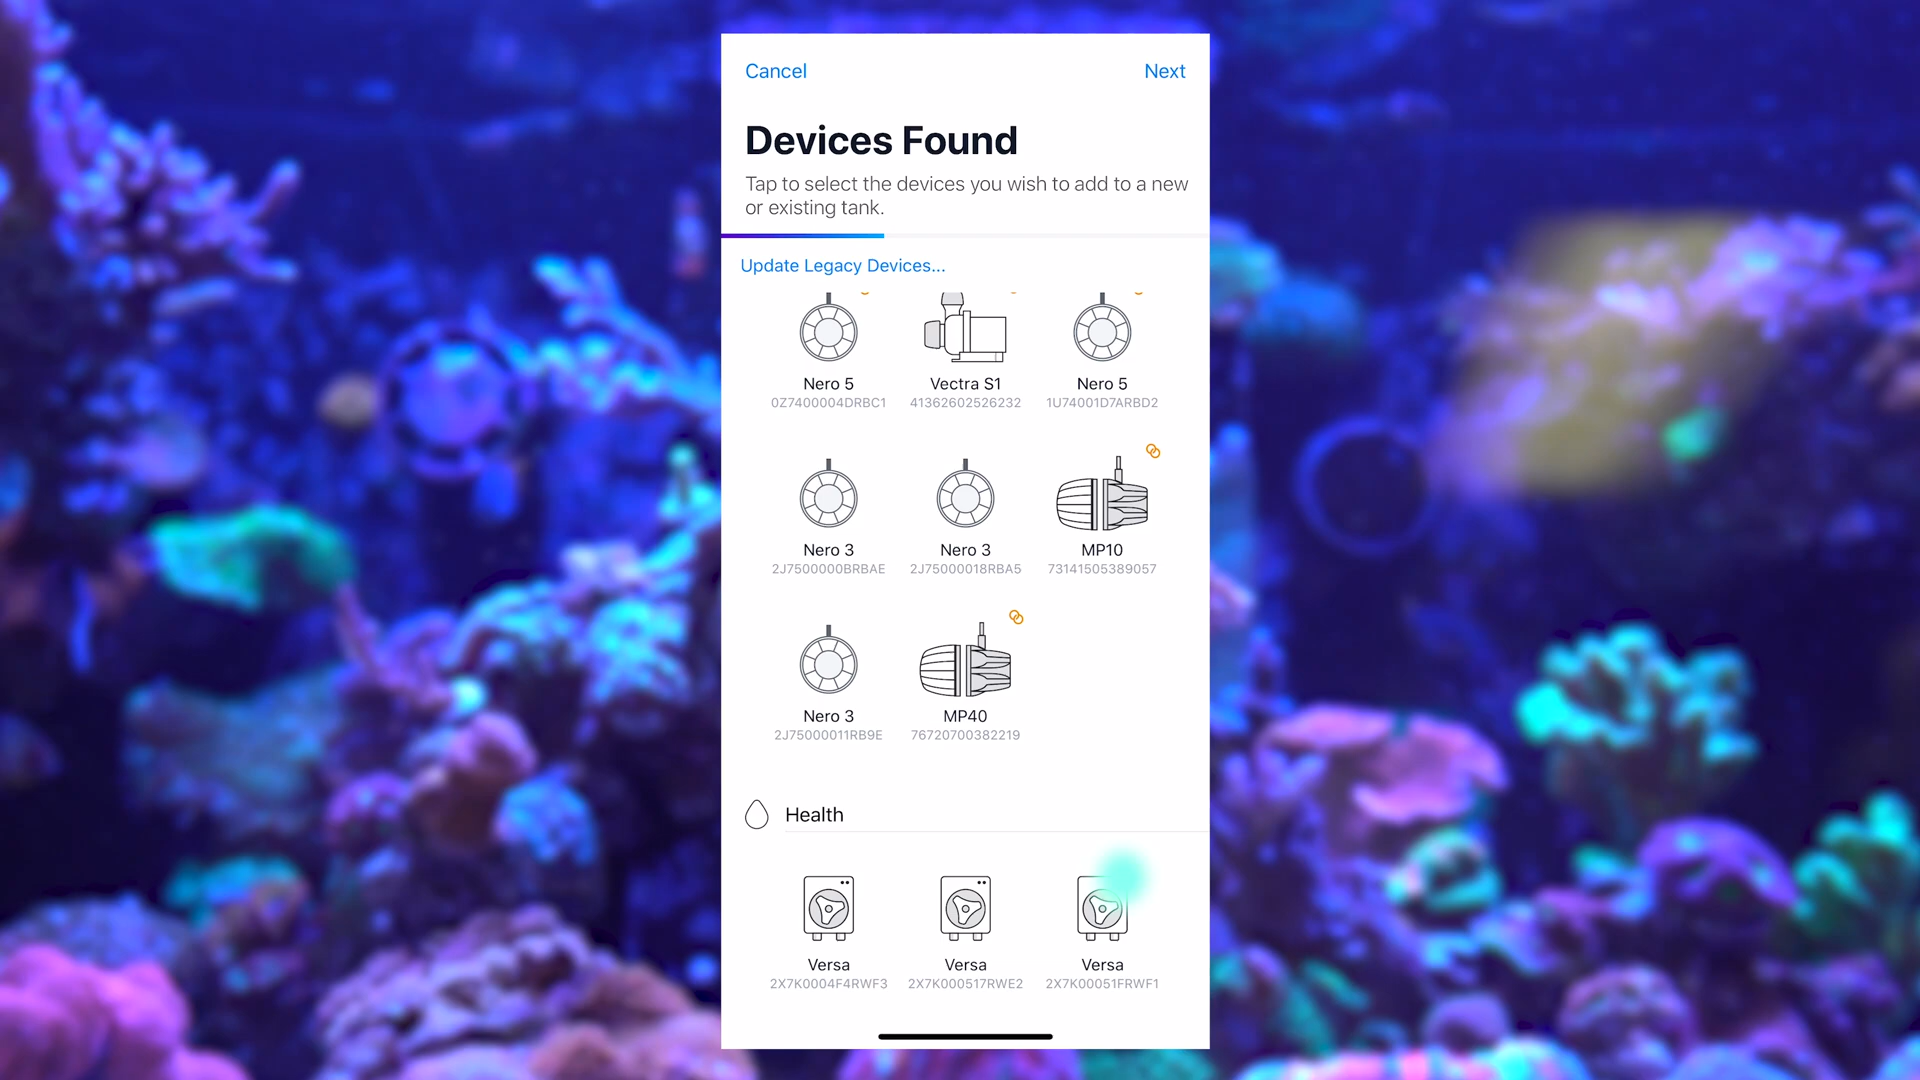 Cancel
Next
Devices Found
Tap to select the devices you wish to add to a new
or existing tank.
Update Legacy Devices...
Nero 5
0Z7400004DRBC1
Vectra S1
41362602526232
Nero 5
1U74001D7ARBD2
Nero 3
2J7500000BRBAE
Nero 3
2J75000018RBA5
MP10
73141505389057
Nero 3
2J75000011RB9E
MP40
76720700382219
Health
Versa
2X7K0004F4RWF3
Versa
2X7K000517RWE2
Versa
2X7K00051FRWF1